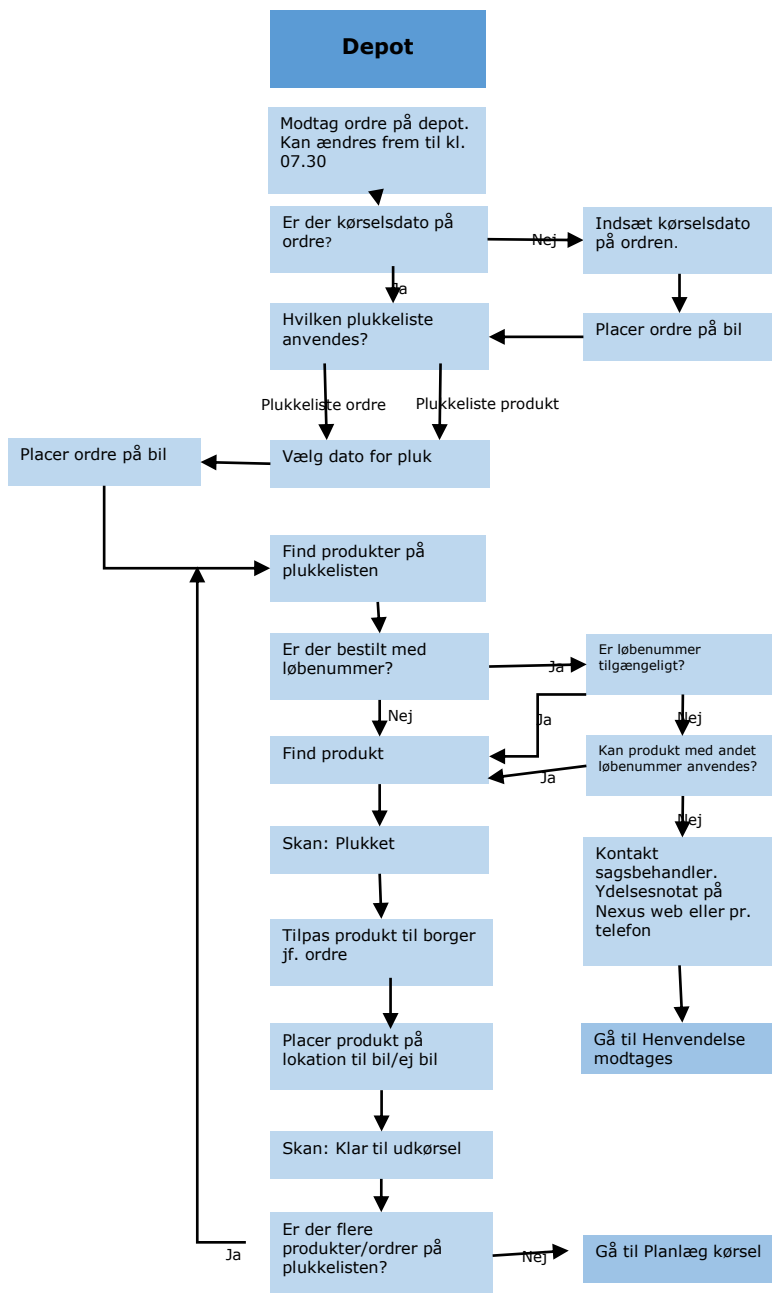 Depot
Modtag ordre på depot.
Kan ændres frem til kl.
07.30
Er der kørselsdato på
ordre?
Nej
Indsæt kørselsdato
på ordren.
Ja
Hvilken plukkeliste
anvendes?
Placer ordre på bil
Plukkeliste ordre
Plukkeliste produkt
Placer ordre på bil
Vælg dato for pluk
Find produkter på
plukkelisten
Er der bestilt med
løbenummer?
Ja
Er løbenummer
tilgængeligt?
Nej
Ja
Nej
Find produkt
Ja
Kan produkt med andet
løbenummer anvendes?
Nej
Skan: Plukket
Kontakt
sagsbehandler.
Ydelsesnotat på
Nexus web eller pr.
telefon
Tilpas produkt til borger
jf. ordre
Placer produkt på
lokation til bil/ej bil
Gå til Henvendelse
modtages
Skan: Klar til udkørsel
Er der flere
produkter/ordrer på
plukkelisten?
Ja
Nej
Gå til Planlæg kørsel